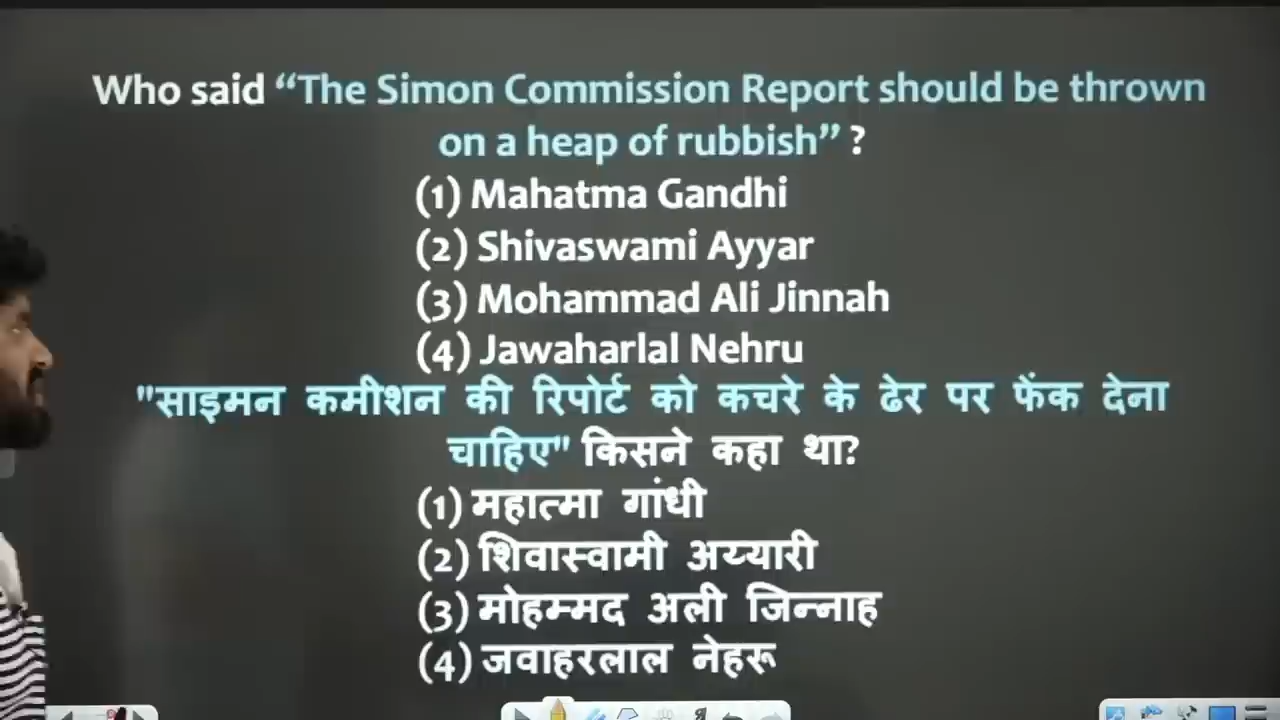 Who said “The Simon Commission Report should be thrown
on a heap of rubbish” ?
(1) Mahatma Gandhi
(2) Shivaswami Ayyar
(3) Mohammad Ali Jinnah
(4) Jawaharlal Nehru
"साइमन कमीशन की रिपोर्ट को कचरे के ढेर पर फेंक देना
चाहिए" किसने कहा था?
(1) महात्मा गांधी
(2) शिवास्वामी अय्यारी
(3) मोहम्मद अली जिन्नाह
(4) जवाहरलाल नेहरू